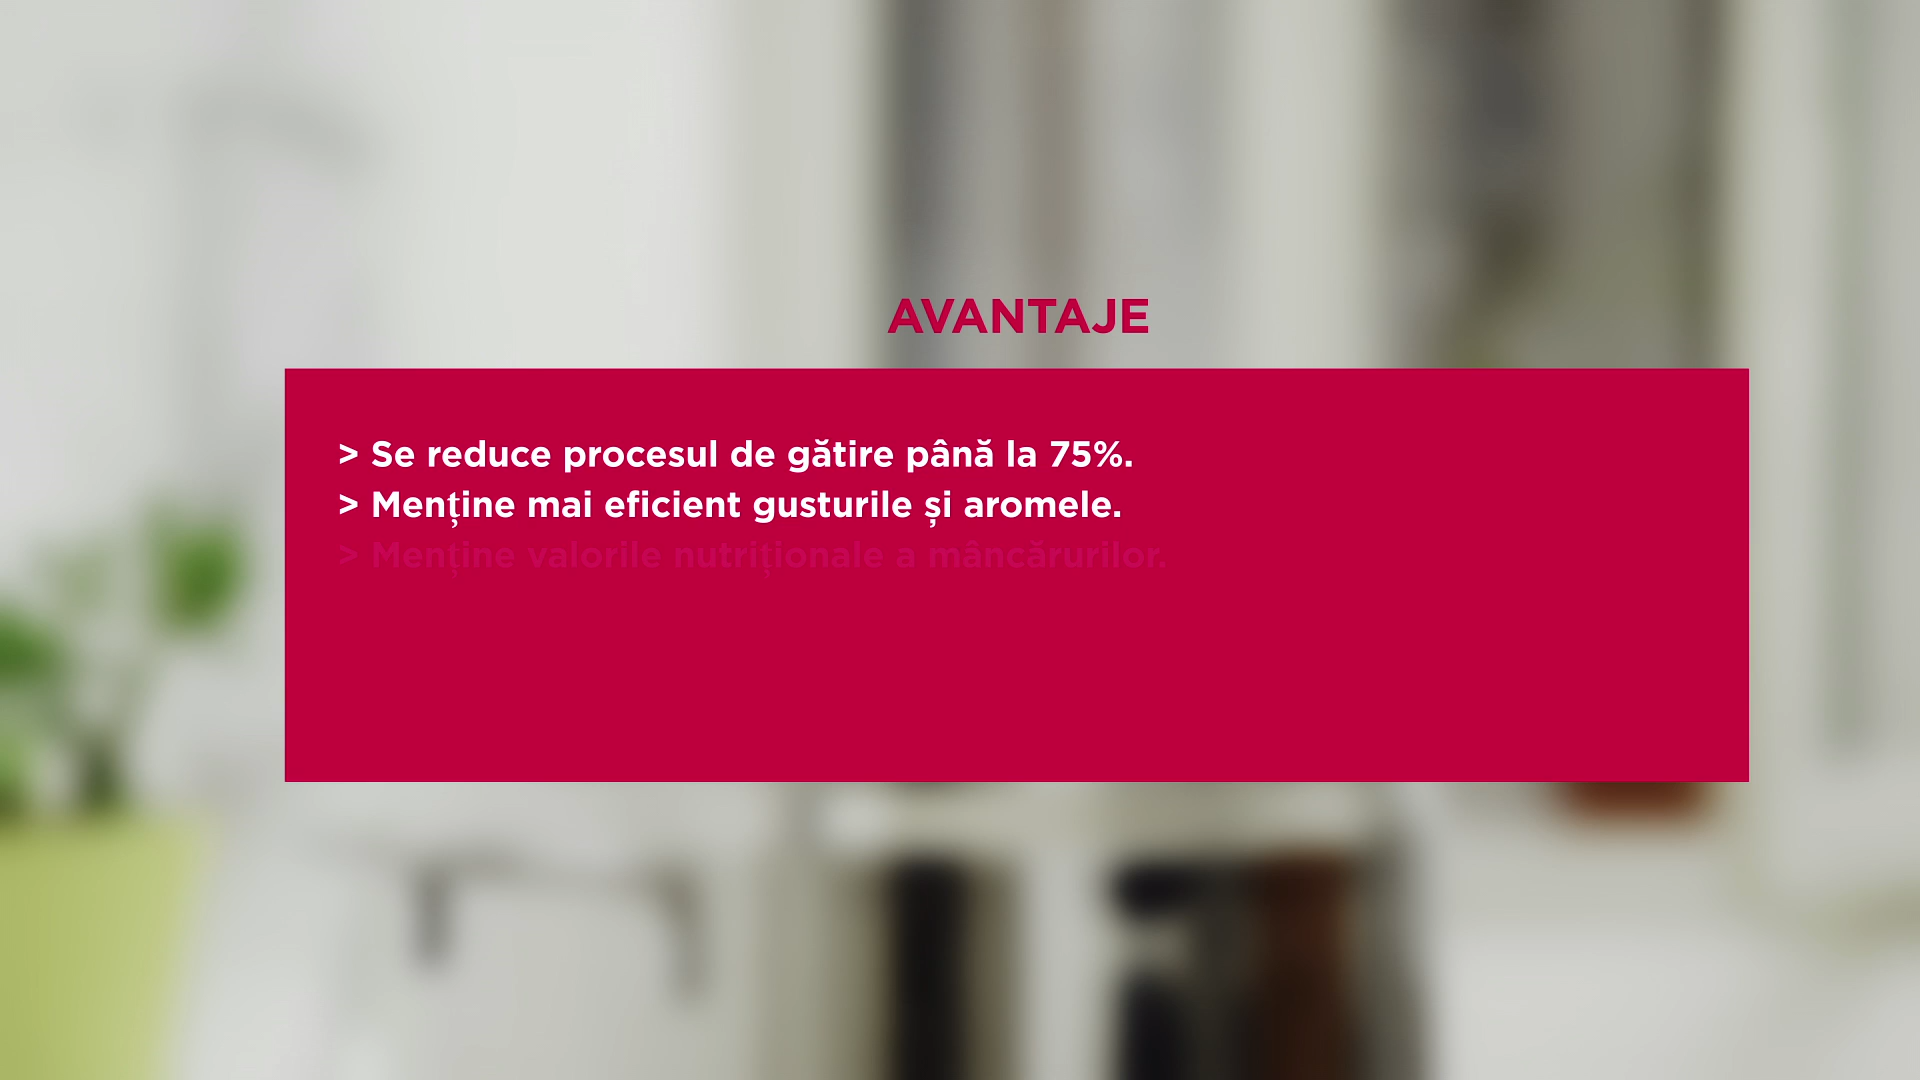 AVANTAJE
> Se reduce procesul de gătire până la 75%.
> Menține mai eficient gusturile și aromele.
> Menține valorile nutriționale a mâncărurilor.